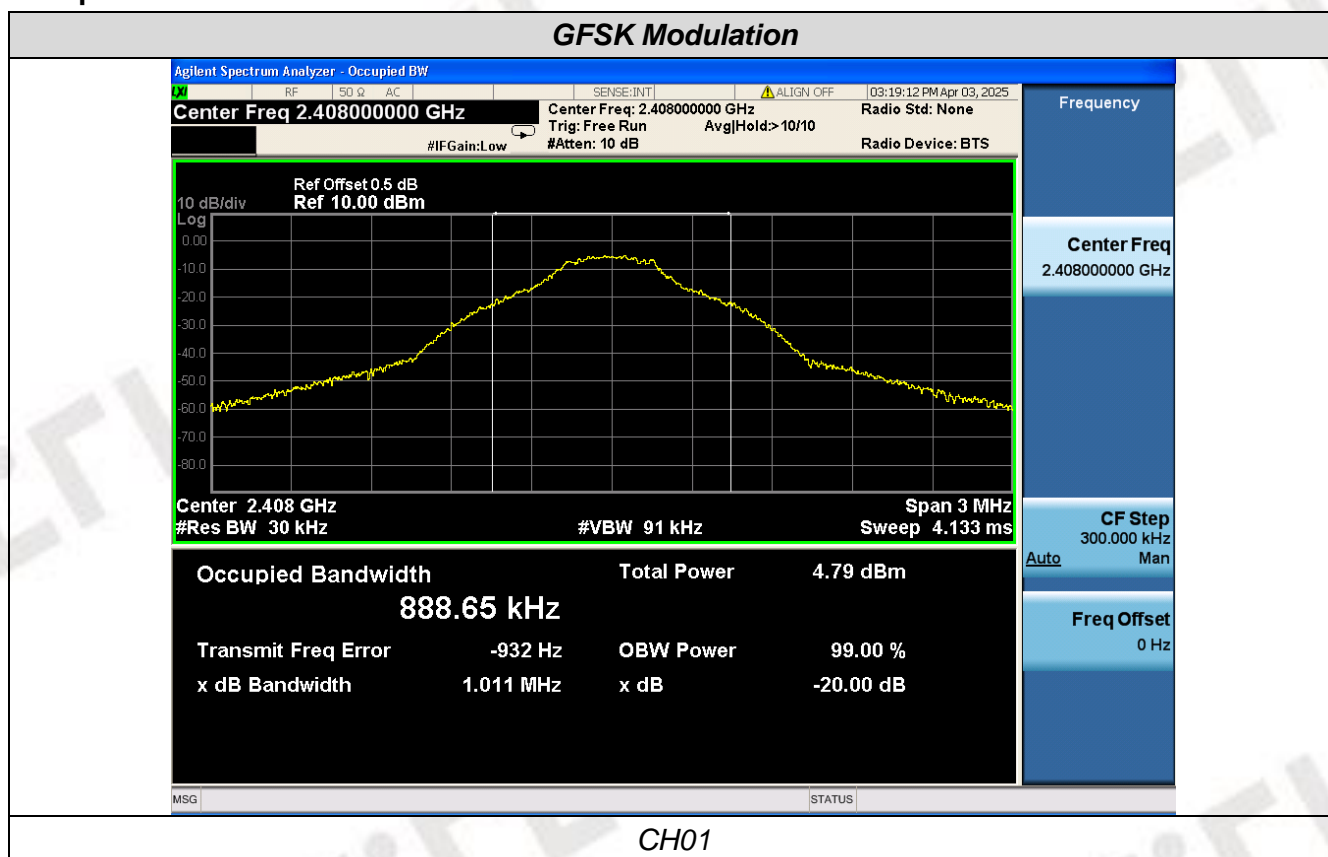 GFSK Modulation
Agilent Spectrum Analyzer - Occupied BW
LXI RF 50 Ω AC SENSE:INT ALIGN OFF 03:19:12 PM Apr 03, 2025
Center Freq 2.408000000 GHz Center Freq: 2.408000000 GHz Radio Std: None
Trig: Free Run Avg|Hold:> 10/10
#IFGain:Low #Atten: 10 dB Radio Device: BTS
Frequency
Ref Offset 0.5 dB
10 dB/div Ref 10.00 dBm
Log
0.00
-10.0
-20.0
-30.0
-40.0
-50.0
-60.0
-70.0
-80.0
Center 2.408 GHz Span 3 MHz
#Res BW 30 kHz #VBW 91 kHz Sweep 4.133 ms
Occupied Bandwidth Total Power 4.79 dBm
888.65 kHz
Transmit Freq Error -932 Hz OBW Power 99.00 %
x dB Bandwidth 1.011 MHz x dB -20.00 dB
Center Freq
2.408000000 GHz
CF Step
300.000 kHz
Auto Man
Freq Offset
0 Hz
MSG STATUS
CH01